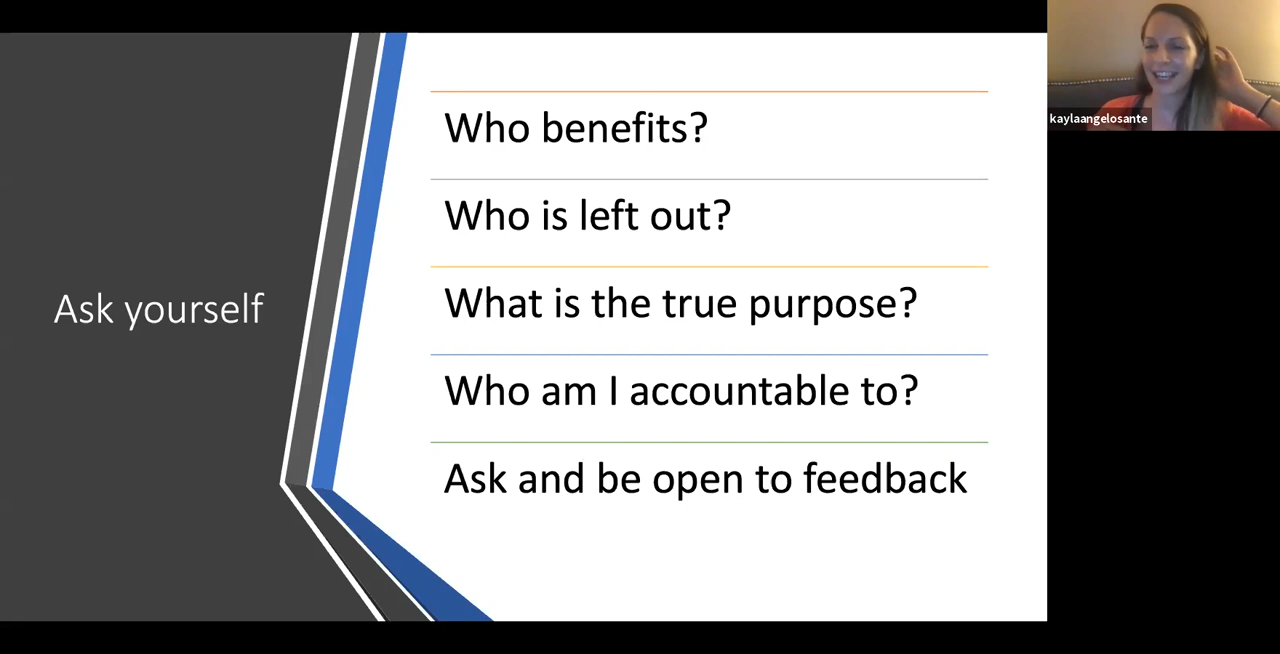 Ask yourself
Who benefits?
Who is left out?
What is the true purpose?
Who am I accountable to?
Ask and be open to feedback
kaylaangelosante